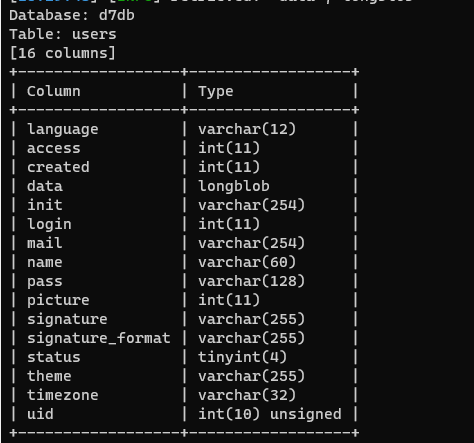 Database: d7db
Table: users
[16 columns]
+------------------+------------------+
| Column | Type |
+------------------+------------------+
| language | varchar(12) |
| access | int(11) |
| created | int(11) |
| data | longblob |
| init | varchar(254) |
| login | int(11) |
| mail | varchar(254) |
| name | varchar(60) |
| pass | varchar(128) |
| picture | int(11) |
| signature | varchar(255) |
| signature_format | varchar(255) |
| status | tinyint(4) |
| theme | varchar(255) |
| timezone | varchar(32) |
| uid | int(10) unsigned |
+------------------+------------------+